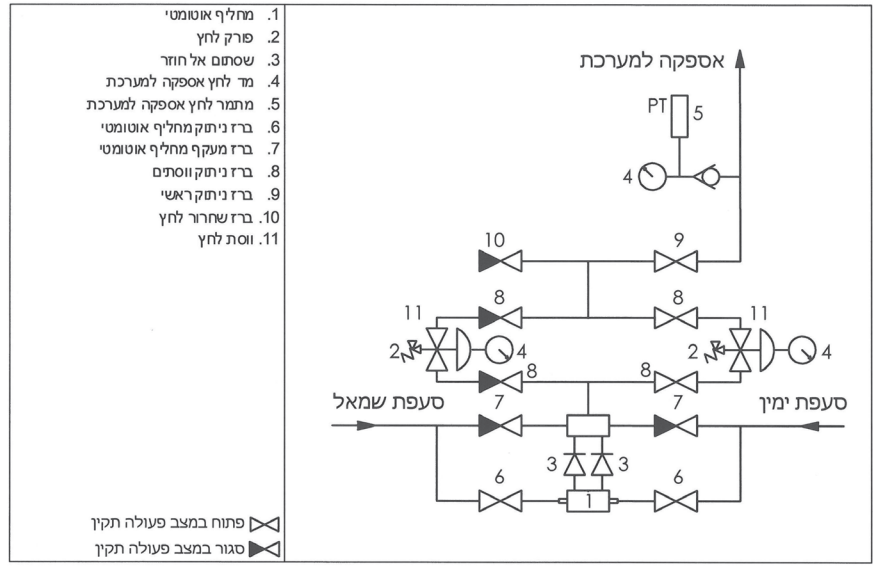 1. מחליף אוטומטי
2. פורק לחץ
3. שסתום אל חוזר
4. מד לחץ אספקה למערכת
5. מתמר לחץ אספקה למערכת
6. ברז ניתוק מחליף אוטומטי
7. ברז מעקף מחליף אוטומטי
8. ברז ניתוק ווסתים
9. ברז ניתוק ראשי
10. ברז שחרור לחץ
11. ווסת לחץ
פתוח במצב פעולה תקין
סגור במצב פעולה תקין
אספקה למערכת
PT 5
4
10 9
11 8 8 11
2 4 2 4
8 8
סעפת שמאל 7 7 סעפת ימין
3 3
6 1 6